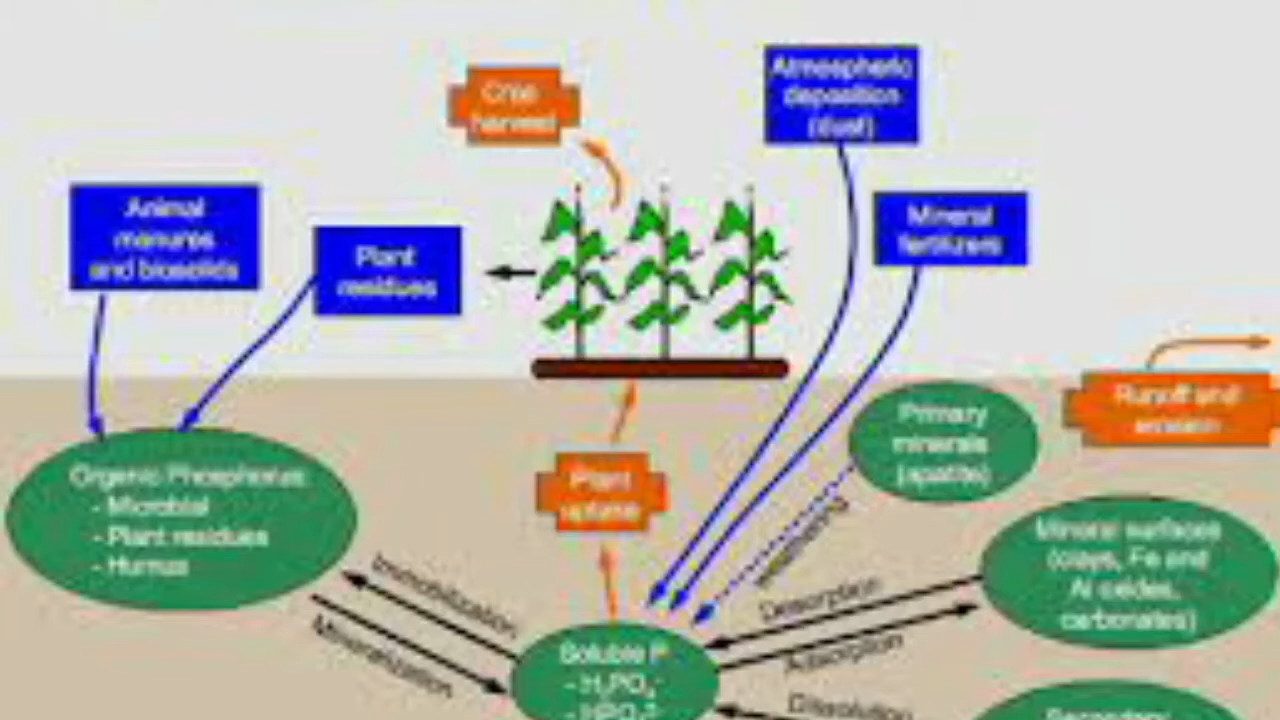 Crop
harvest
Atmospheric
deposition
(dust)
Animal
manures
and biosolids
Plant
residues
Mineral
fertilizers
Primary
minerals
(apatite)
Runoff and
erosion
Organic Phosphorus
- Microbial
- Plant residues
- Humus
Plant
uptake
weathering
Mineral surfaces
(clays, Fe and
Al oxides,
carbonates)
Immobilization
Mineralization
Desorption
Adsorption
Soluble P
- H₂PO₄⁻
- HPO₄²⁻
Dissolution
Secondary